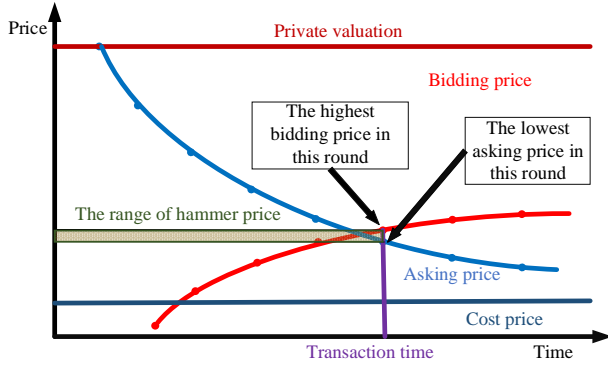 Price
Private valuation
Bidding price
The highest
bidding price in
this round
The lowest
asking price in
this round
The range of hammer price
Asking price
Cost price
Transaction time
Time